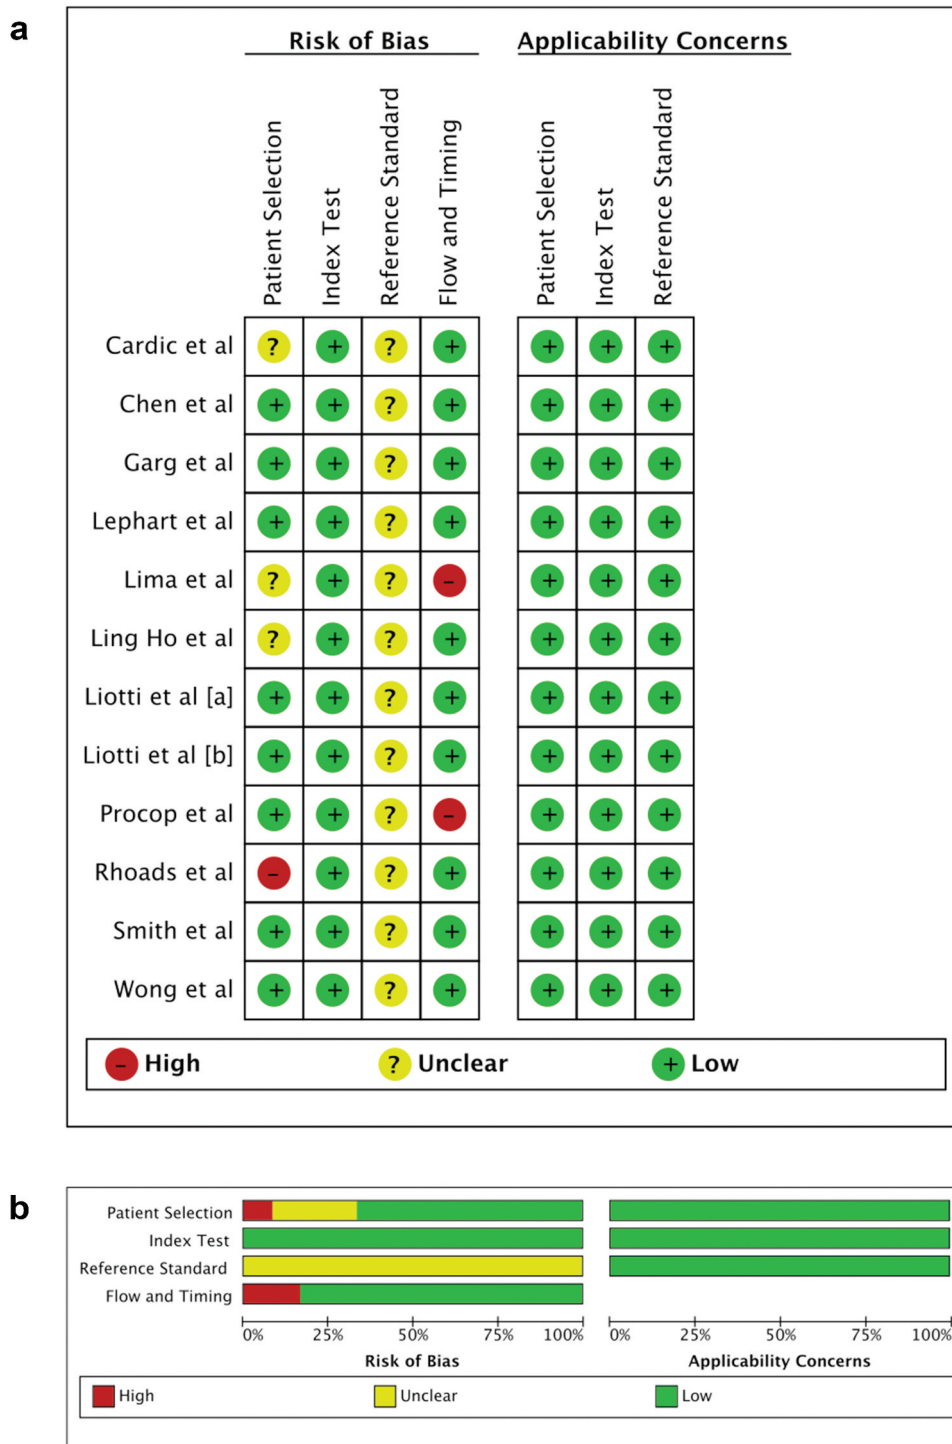 a
Risk of Bias
Applicability Concerns
Patient Selection
Index Test
Reference Standard
Flow and Timing
Patient Selection
Index Test
Reference Standard
Cardic et al ? + ? + + + +
Chen et al + + ? + + + +
Garg et al + + ? + + + +
Lephart et al + + ? + + + +
Lima et al ? + ? – + + +
Ling Ho et al ? + ? + + + +
Liotti et al [a] + + ? + + + +
Liotti et al [b] + + ? + + + +
Procop et al + + ? – + + +
Rhoads et al – + ? + + + +
Smith et al + + ? + + + +
Wong et al + + ? + + + +
– High ? Unclear + Low
b
Patient Selection
Index Test
Reference Standard
Flow and Timing
0% 25% 50% 75% 100% 0% 25% 50% 75% 100%
Risk of Bias Applicability Concerns
High Unclear Low